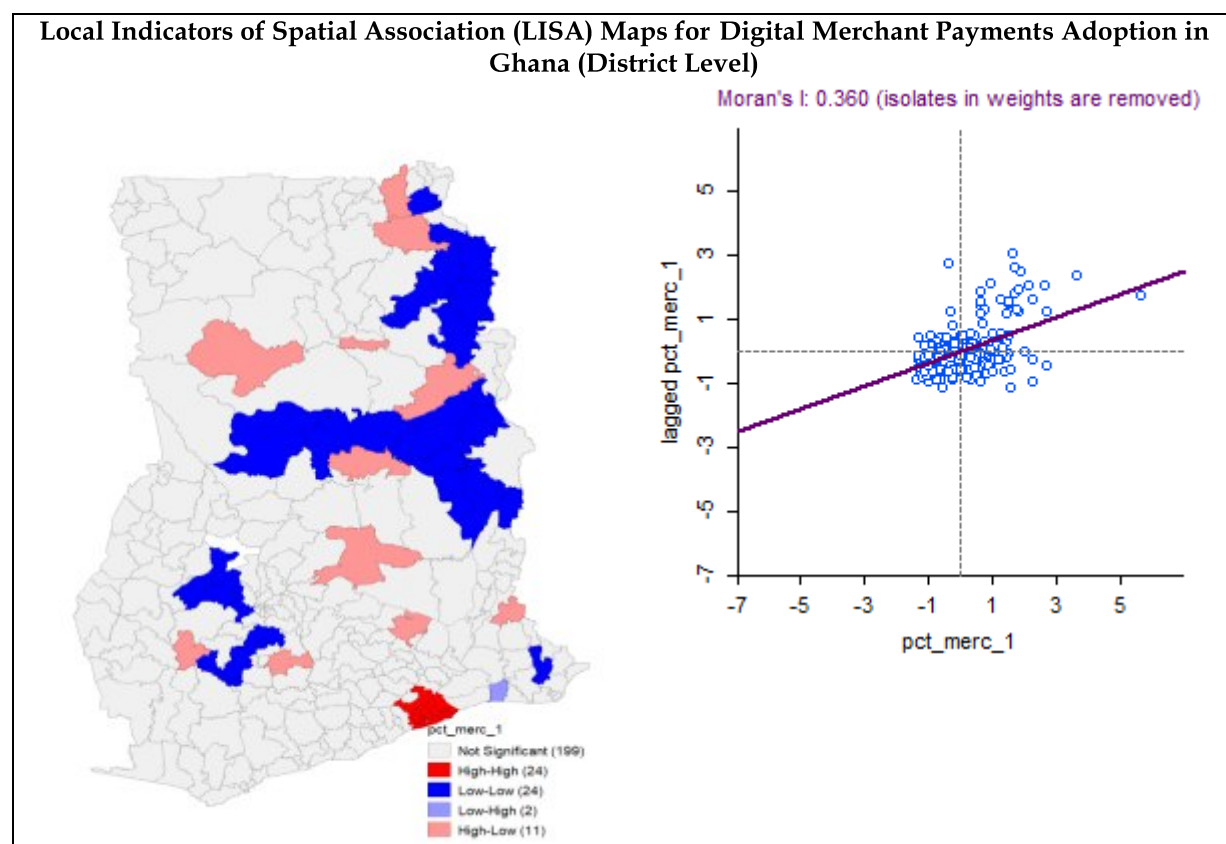 Local Indicators of Spatial Association (LISA) Maps for Digital Merchant Payments Adoption in
Ghana (District Level)
Moran's I: 0.360 (isolates in weights are removed)
lagged pct_merc_1
5
3
1
-1
-3
-5
-7
-7
-5
-3
-1
1
3
5
pct_merc_1
pct_merc_1
Not Significant (199)
High-High (24)
Low-Low (24)
Low-High (2)
High-Low (11)